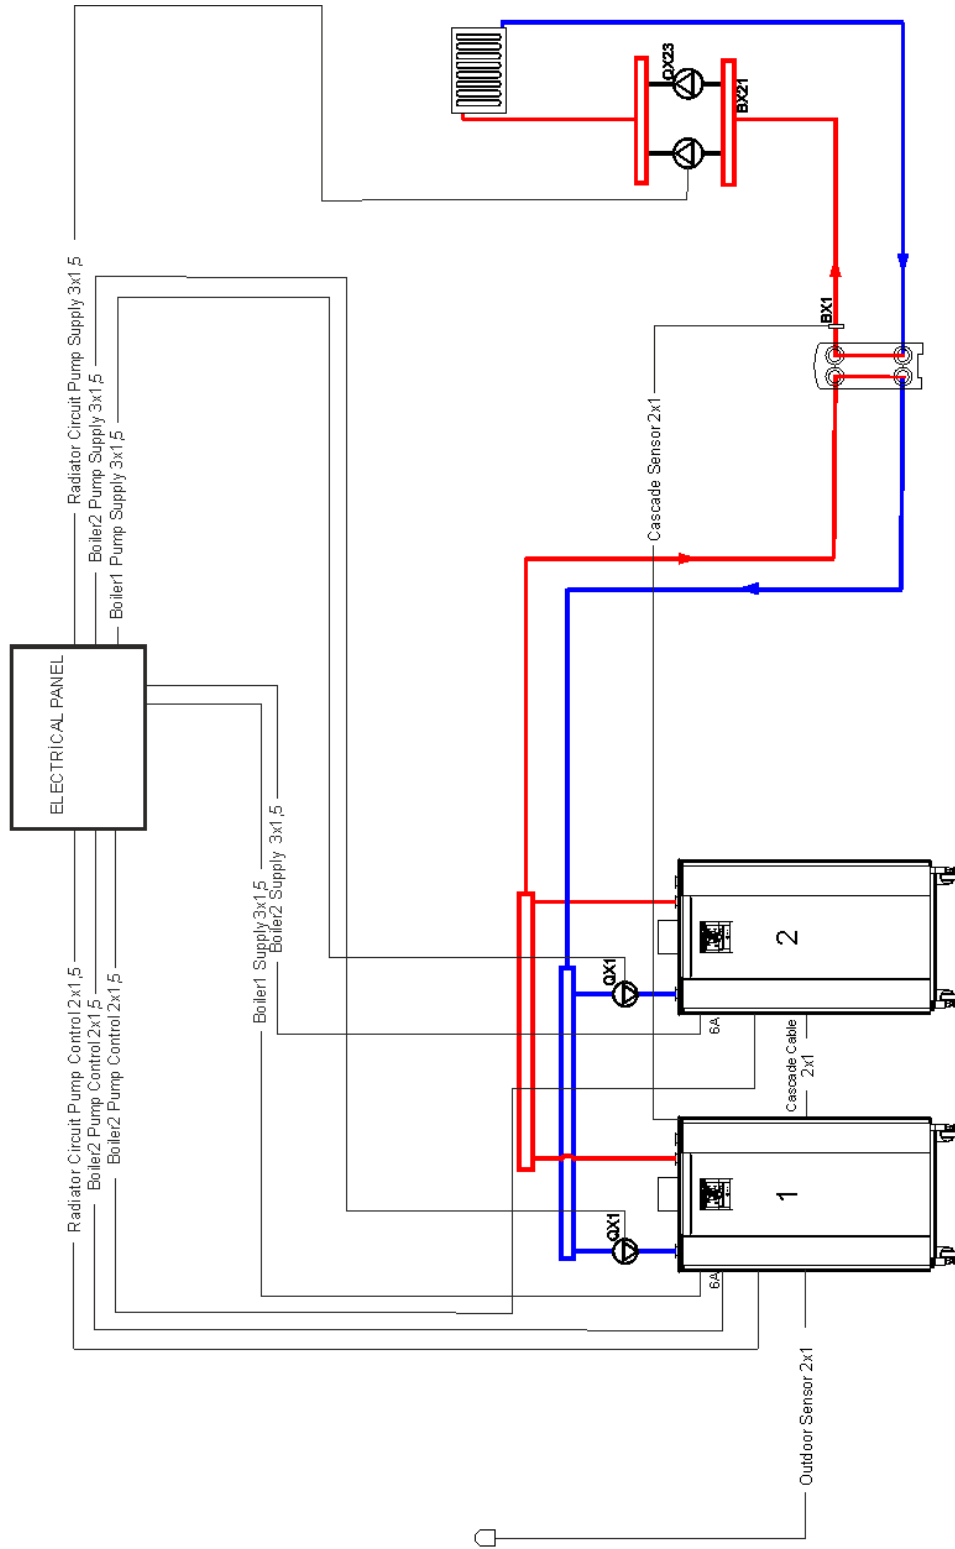 Radiator Circuit Pump Supply 3x1,5
Boiler2 Pump Supply 3x1,5
Boiler1 Pump Supply 3x1,5
ELECTRİCAL PANEL
Radiator Circuit Pump Control 2x1,5
Boiler2 Pump Control 2x1,5
Boiler2 Pump Control 2x1,5
Boiler1 Supply 3x1,5
Boiler2 Supply 3x1,5
QX23
BX21
BX1
Cascade Sensor 2x1
QX1
QX1
6A
6A
2
1
Cascade Cable
2x1
Outdoor Sensor 2x1